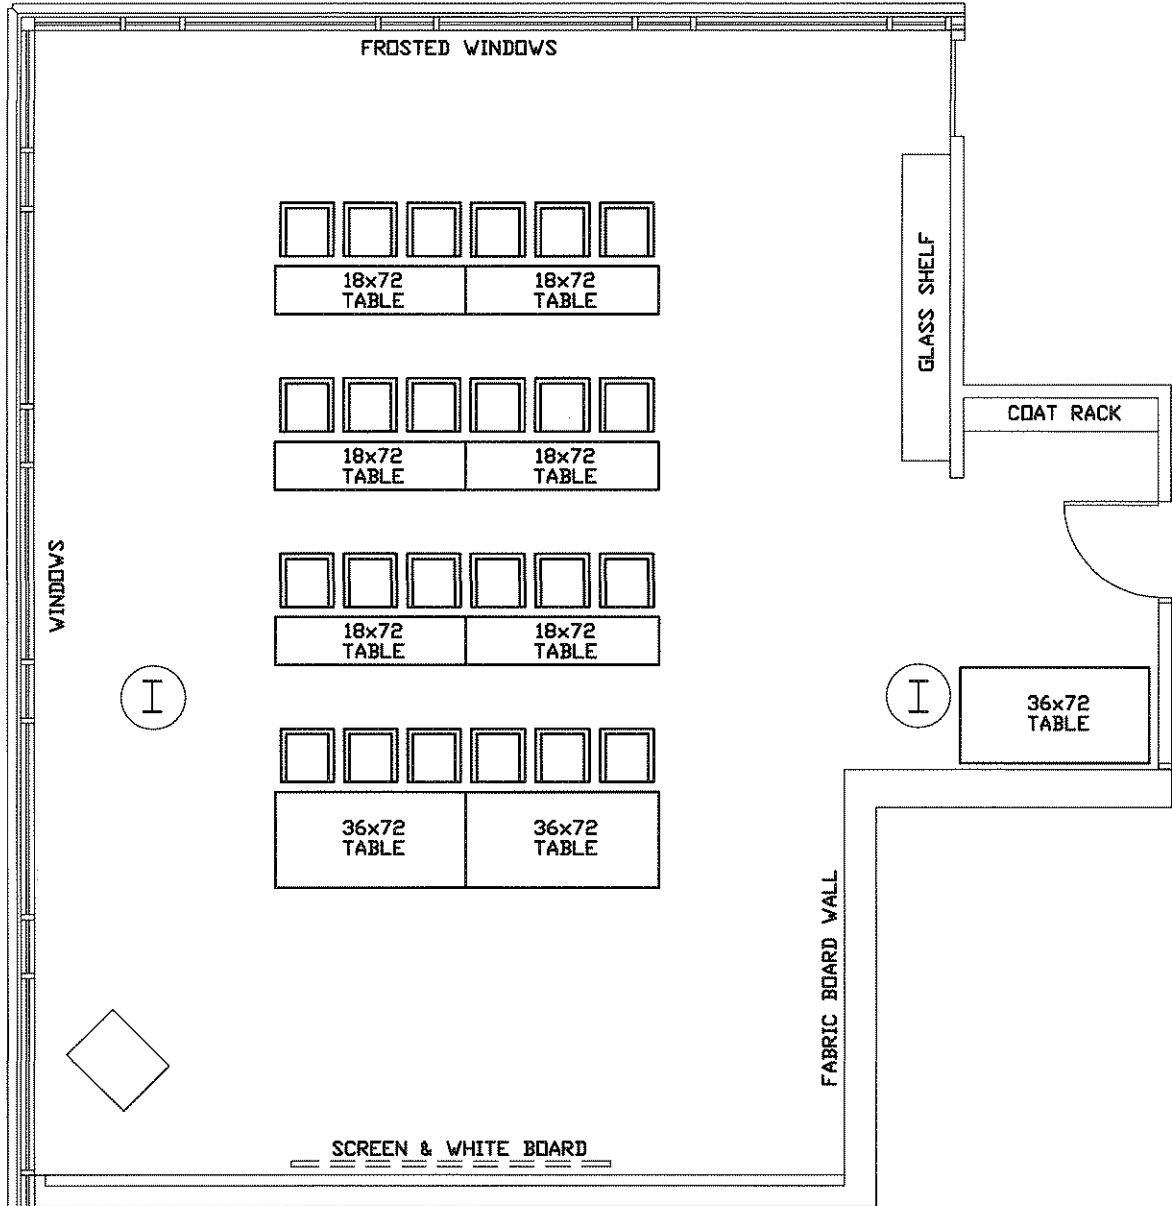 FROSTED WINDOWS
18x72
TABLE
18x72
TABLE
GLASS SHELF
COAT RACK
18x72
TABLE
18x72
TABLE
WINDOWS
18x72
TABLE
18x72
TABLE
I
I
36x72
TABLE
36x72
TABLE
36x72
TABLE
FABRIC BOARD WALL
SCREEN & WHITE BOARD